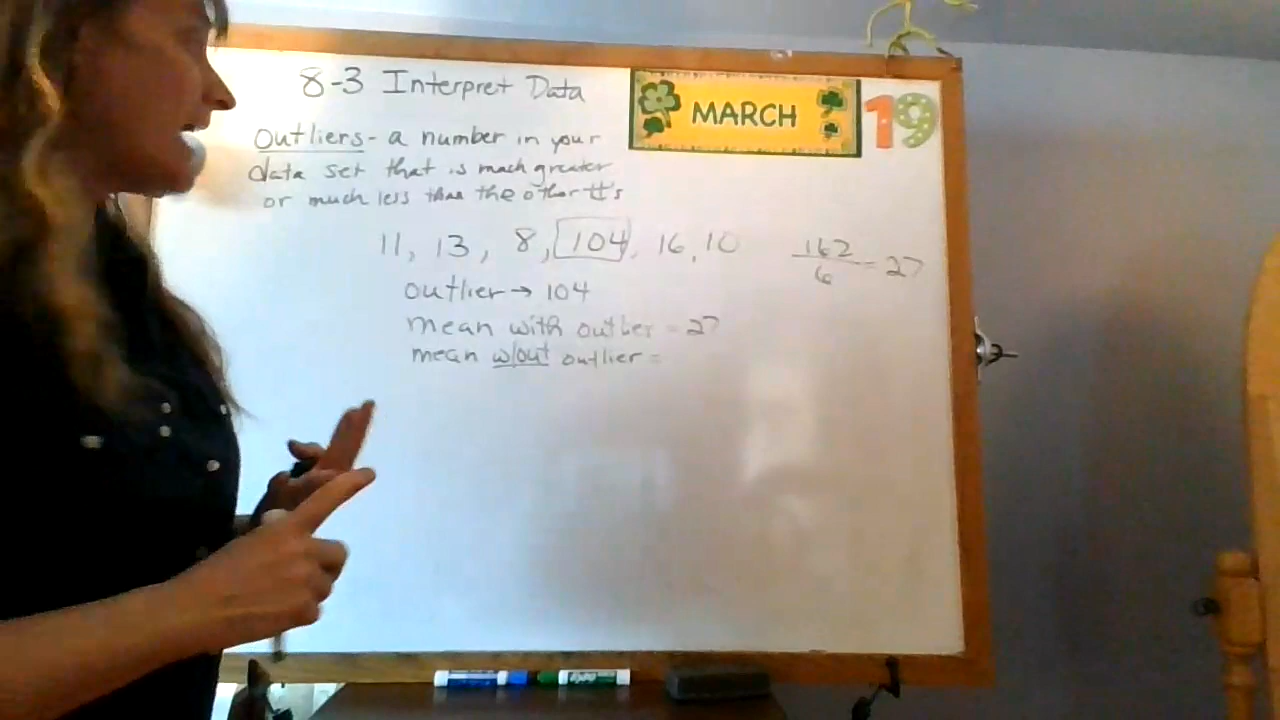 8-3 Interpret Data
MARCH 19
Outliers - a number in your
data set that is much greater
or much less than the other #'s
11, 13, 8, 104, 16, 10
162
6
= 27
outlier → 104
mean with outlier = 27
mean w/out outlier =